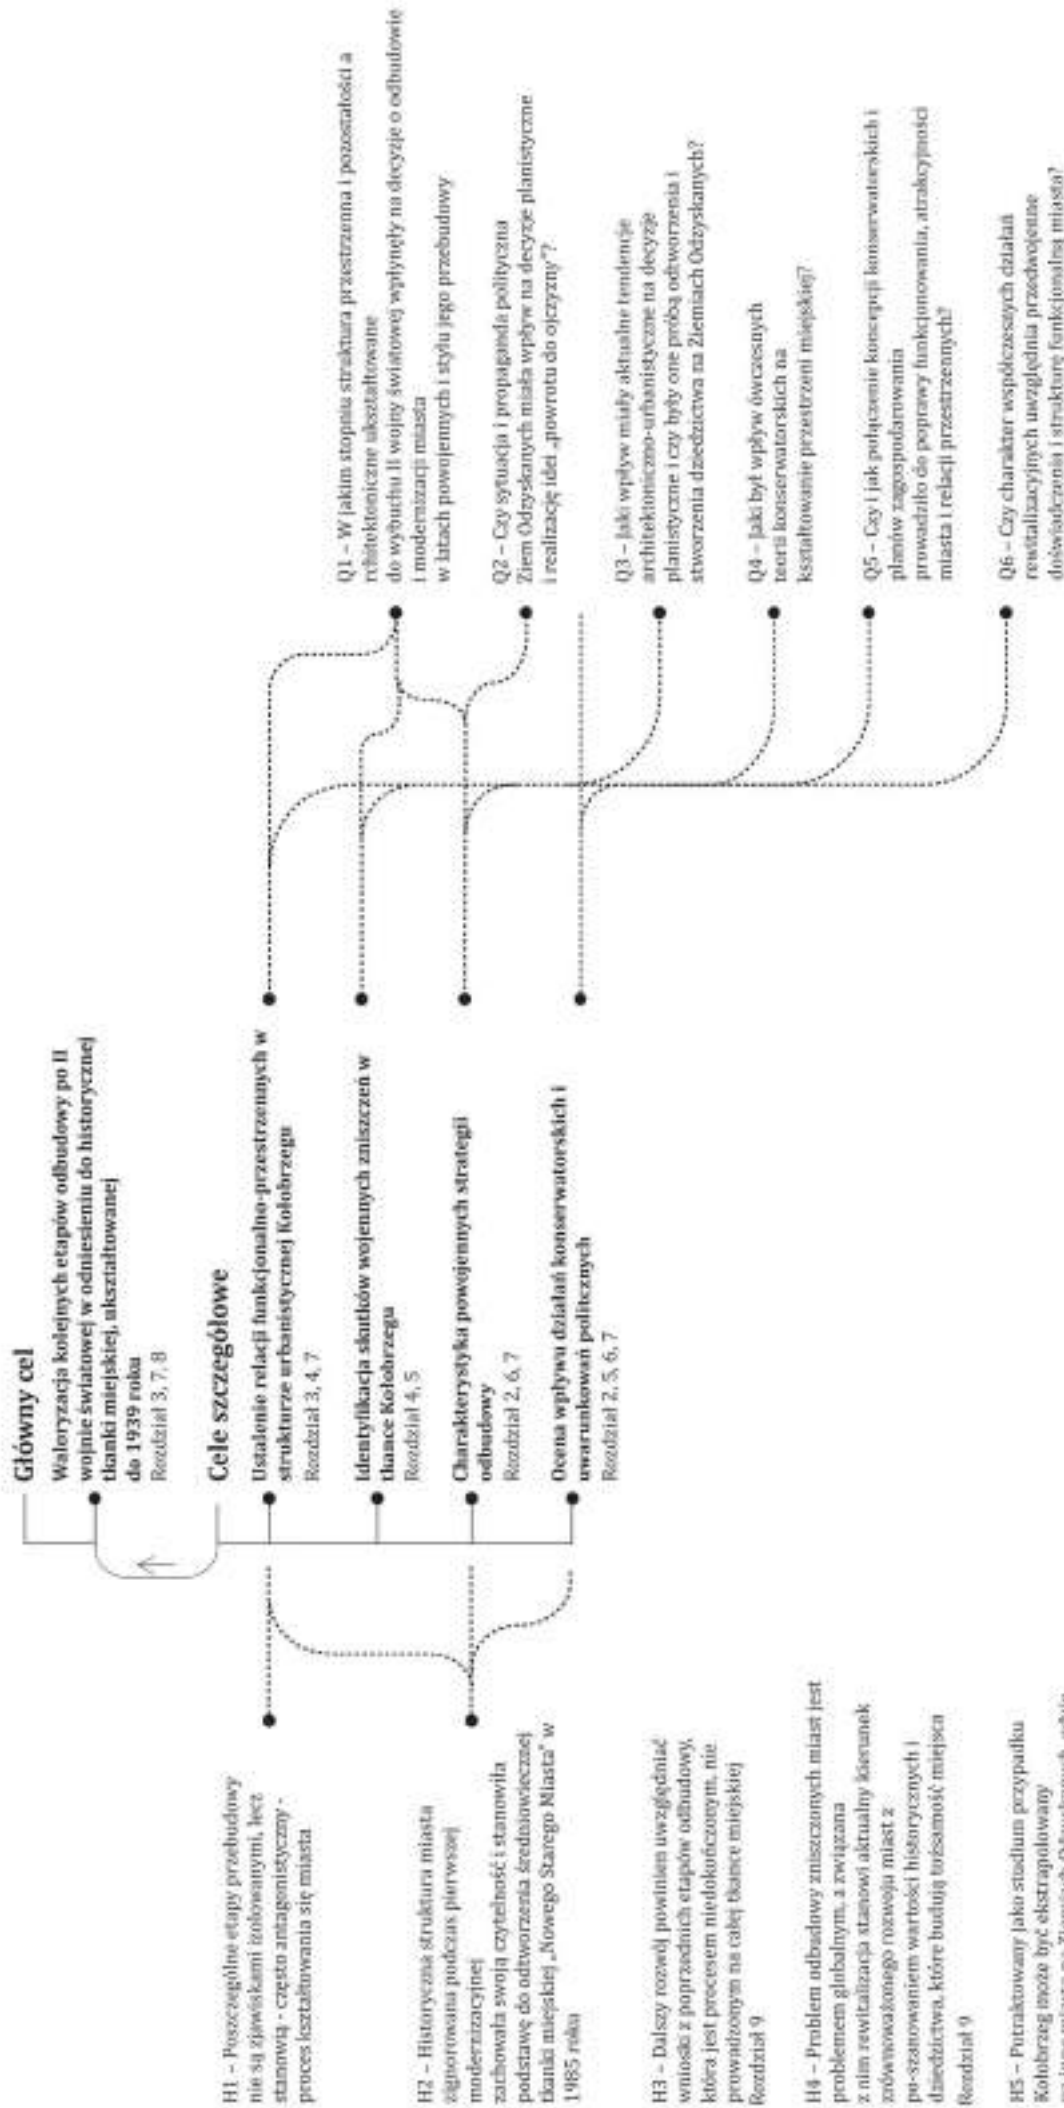 Główny cel
Waloryzacja kolejnych etapów odbudowy po II
wojnie światowej w odniesieniu do historycznej
tkanki miejskiej, ukształtowanej
do 1939 roku
Rozdział 3, 7, 8
Cele szczegółowe
Ustalenie relacji funkcjonalno-przestrzennych w
strukturze urbanistycznej Kołobrzegu
Rozdział 3, 4, 7
Identyfikacja skutków wojennych zniszczeń w
tkance Kołobrzegu
Rozdział 4, 5
Charakterystyka powojennych strategii
odbudowy
Rozdział 2, 6, 7
Ocena wpływu działań konserwatorskich i
uwarunkowań politcznych
Rozdział 2, 5, 6, 7
H1 – Poszczególne etapy przebudowy
nie są zjawiskami izolowanymi, lecz
stanowią - często antagonistyczny -
proces kształtowania się miasta
H2 – Historyczna struktura miasta
zignorowana podczas pierwszej
modernizacyjnej
zachowała swoją czytelność i stanowiła
podstawę do odtworzenia średniowiecznej
tkanki miejskiej „Nowego Starego Miasta" w
1985 roku
H3 – Dalszy rozwój powinien uwzględniać
wnioski z poprzednich etapów odbudowy,
która jest procesem niedokończonym, nie
prowadzonym na całej tkance miejskiej
Rozdział 9
H4 – Problem odbudowy zniszczonych miast jest
problemem globalnym, a związana
z nim rewitalizacja stanowi aktualny kierunek
zrównoważonego rozwoju miast z
po-szanowaniem wartości historycznych i
dziedzictwa, które budują tożsamość miejsca
Rozdział 9
H5 – Potraktowany jako studium przypadku
Kołobrzeg może być ekstrapolowany
Q1 – W jakim stopniu struktura przestrzenna i pozostałości a
rchitektoniczne ukształtowane
do wybuchu II wojny światowej wpłynęły na decyzje o odbudowie
i modernizacji miasta
w latach powojennych i stylu jego przebudowy
Q2 – Czy sytuacja i propaganda polityczna
Ziem Odzyskanych miała wpływ na decyzje planistyczne
i realizację idei „powrotu do ojczyzny"?
Q3 – Jaki wpływ miały aktualne tendencje
architektoniczno-urbanistyczne na decyzje
planistyczne i czy były one próbą odtworzenia i
stworzenia dziedzictwa na Ziemiach Odzyskanych?
Q4 – Jaki był wpływ ówczesnych
teorii konserwatorskich na
kształtowanie przestrzeni miejskiej?
Q5 – Czy i jak połączenie koncepcji konserwatorskich i
planów zagospodarowania
prowadziło do poprawy funkcjonowania, atrakcyjności
miasta i relacji przestrzennych?
Q6 – Czy charakter współczesnych działań
rewitalizacyjnych uwzględnia przedwojenne
doświadczenia i strukturę funkcjonalną miasta?